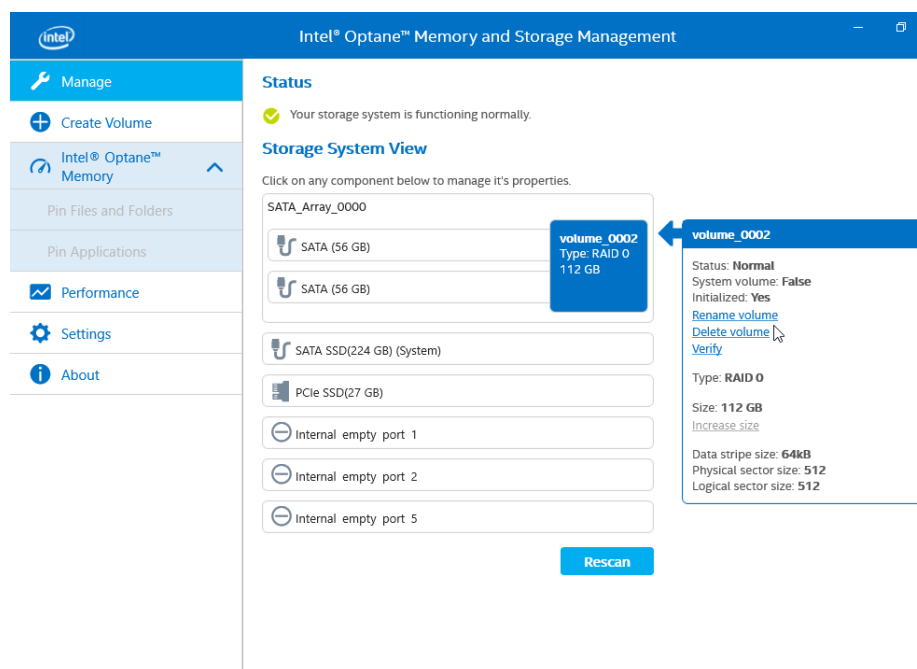 intel
Intel® Optane™ Memory and Storage Management
Manage
Create Volume
Intel® Optane™
Memory
Pin Files and Folders
Pin Applications
Performance
Settings
About
Status
Your storage system is functioning normally.
Storage System View
Click on any component below to manage it's properties.
SATA_Array_0000
SATA (56 GB)
SATA (56 GB)
volume_0002
Type: RAID 0
112 GB
SATA SSD(224 GB) (System)
PCIe SSD(27 GB)
Internal empty port 1
Internal empty port 2
Internal empty port 5
Rescan
volume_0002
Status: Normal
System volume: False
Initialized: Yes
Rename volume
Delete volume
Verify
Type: RAID 0
Size: 112 GB
Increase size
Data stripe size: 64kB
Physical sector size: 512
Logical sector size: 512